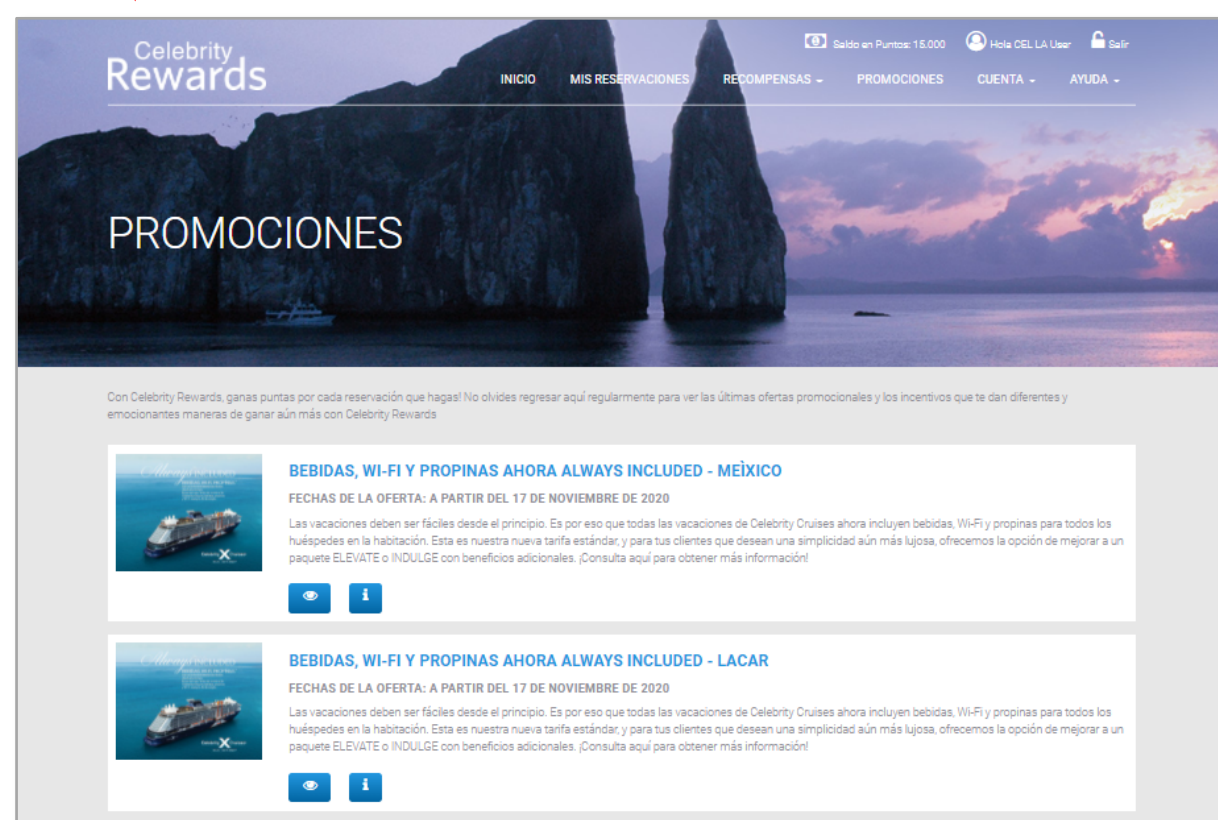 Celebrity
Rewards
Saldo en Puntos: 15.000 Hola CEL LA User Salir
INICIO MIS RESERVACIONES RECOMPENSAS PROMOCIONES CUENTA AYUDA
PROMOCIONES
Con Celebrity Rewards, ganas puntas por cada reservación que hagas! No olvides regresar aquí regularmente para ver las últimas ofertas promocionales y los incentivos que te dan diferentes y
emocionantes maneras de ganar aún más con Celebrity Rewards
Always INCLUDED
BEBIDAS, WI-FI Y PROPINAS AHORA ALWAYS INCLUDED - MEÌXICO
FECHAS DE LA OFERTA: A PARTIR DEL 17 DE NOVIEMBRE DE 2020
Las vacaciones deben ser fáciles desde el principio. Es por eso que todas las vacaciones de Celebrity Cruises ahora incluyen bebidas, Wi-Fi y propinas para todos los
huéspedes en la habitación. Esta es nuestra nueva tarifa estándar, y para tus clientes que desean una simplicidad aún más lujosa, ofrecemos la opción de mejorar a un
paquete ELEVATE o INDULGE con beneficios adicionales. ¡Consulta aquí para obtener más información!
Always INCLUDED
BEBIDAS, WI-FI Y PROPINAS AHORA ALWAYS INCLUDED - LACAR
FECHAS DE LA OFERTA: A PARTIR DEL 17 DE NOVIEMBRE DE 2020
Las vacaciones deben ser fáciles desde el principio. Es por eso que todas las vacaciones de Celebrity Cruises ahora incluyen bebidas, Wi-Fi y propinas para todos los
huéspedes en la habitación. Esta es nuestra nueva tarifa estándar, y para tus clientes que desean una simplicidad aún más lujosa, ofrecemos la opción de mejorar a un
paquete ELEVATE o INDULGE con beneficios adicionales. ¡Consulta aquí para obtener más información!